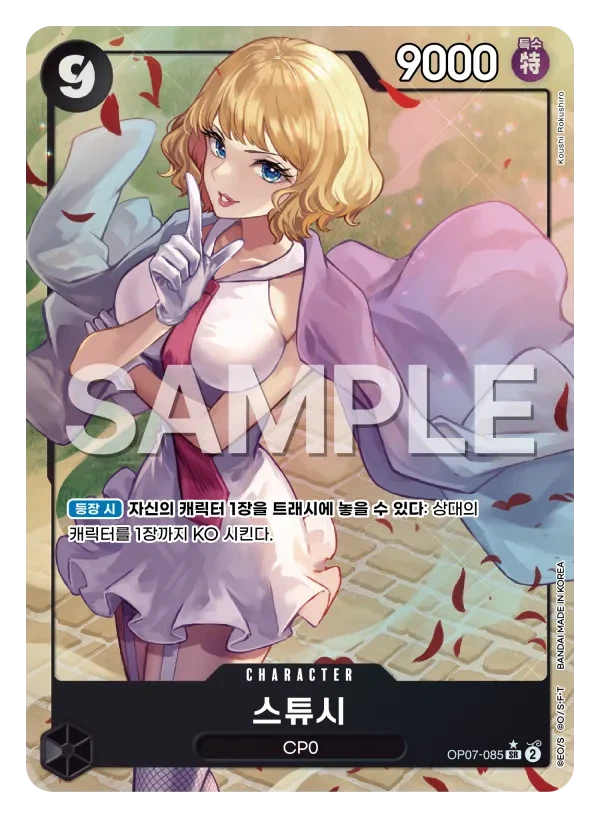 9
9000
특수
特
Koushi Rokushiro
SAMPLE
등장 시 자신의 캐릭터 1장을 트래시에 놓을 수 있다: 상대의
캐릭터를 1장까지 KO 시킨다.
©EO/S ©O/S·F·T BANDAI MADE IN KOREA
CHARACTER
스튜시
CP0
OP07-085 SR 2